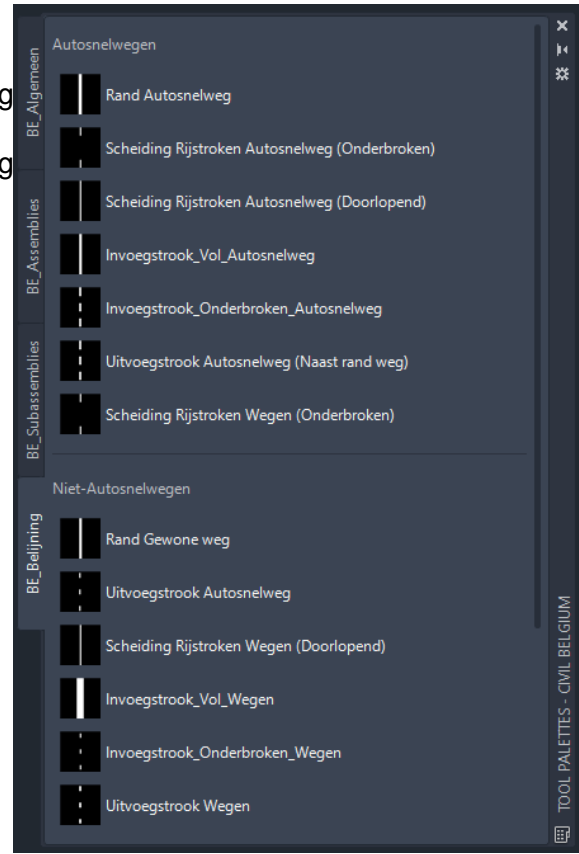 g
g
BE_Algemeen
BE_Assemblies
BE_Subassemblies
BE_Belijning
Autosnelwegen
Rand Autosnelweg
Scheiding Rijstroken Autosnelweg (Onderbroken)
Scheiding Rijstroken Autosnelweg (Doorlopend)
Invoegstrook_Vol_Autosnelweg
Invoegstrook_Onderbroken_Autosnelweg
Uitvoegstrook Autosnelweg (Naast rand weg)
Scheiding Rijstroken Wegen (Onderbroken)
Niet-Autosnelwegen
Rand Gewone weg
Uitvoegstrook Autosnelweg
Scheiding Rijstroken Wegen (Doorlopend)
Invoegstrook_Vol_Wegen
Invoegstrook_Onderbroken_Wegen
Uitvoegstrook Wegen
TOOL PALETTES - CIVIL BELGIUM